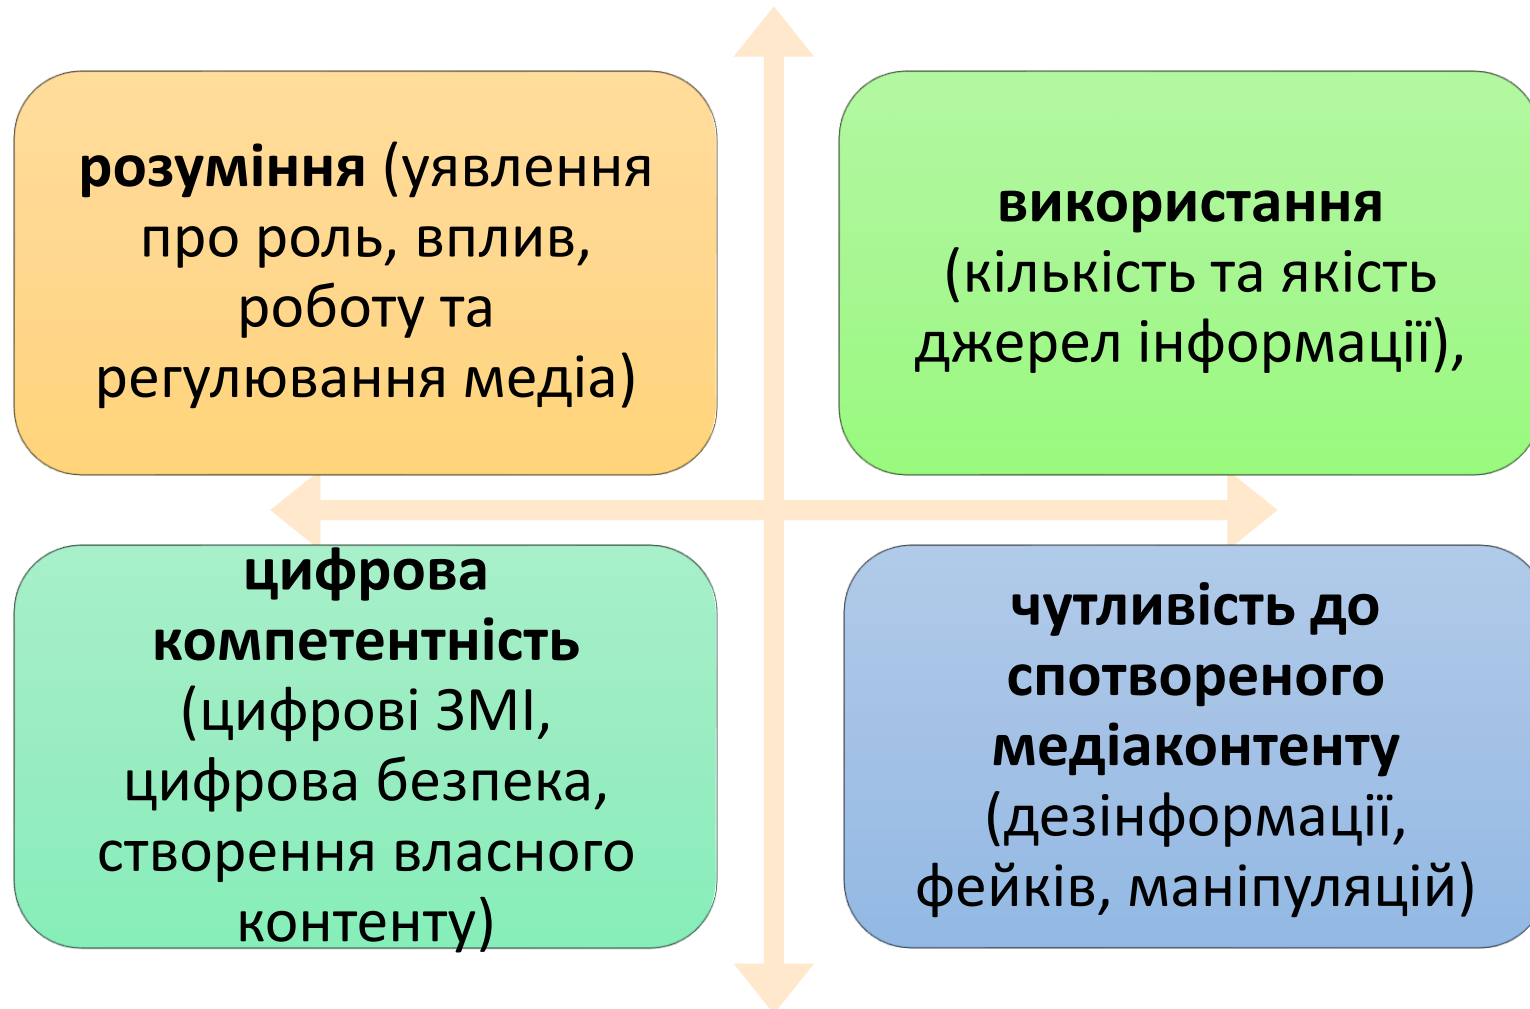 розуміння (уявлення
про роль, вплив,
роботу та
регулювання медіа)
використання
(кількість та якість
джерел інформації),
цифрова
компетентність
(цифрові ЗМІ,
цифрова безпека,
створення власного
контенту)
чутливість до
спотвореного
медіаконтенту
(дезінформації,
фейків, маніпуляцій)